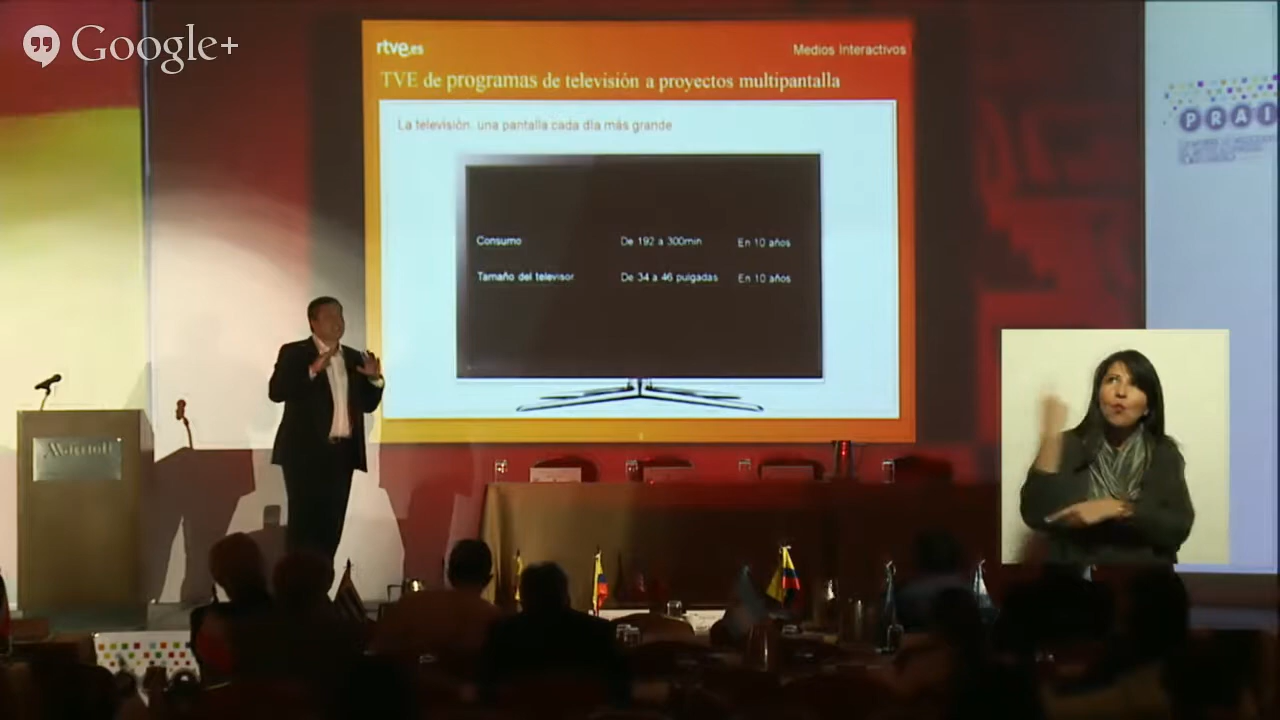 Google+
rtve.es
Medios Interactivos
TVE de programas de televisión a proyectos multipantalla
La televisión, una pantalla cada día más grande
Consumo De 192 a 300min En 10 años
Tamaño del televisor De 34 a 46 pulgadas En 10 años
PRAI
Marriott